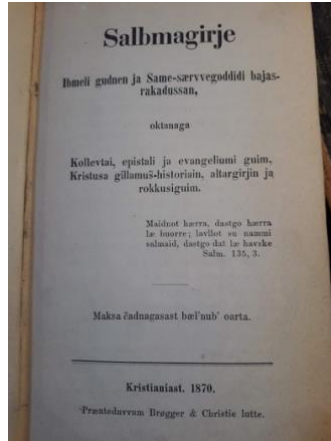 Salbmagirje
Ibmeli gudnen ja Same-særvvegoddidi bajas-
rakadussan,
oktanaga
Kollevtai, epistali ja evangeliumi guim,
Kristusa gillamuš-historiain, altargirjin ja
rokkusiguim.
Maidnot hærra, dastgo hærra
læ buorre; lavllot su nammi
salmaid, dastgo dat læ havske
Salm. 135, 3.
Maksa čadnagasast bæl'nub' oarta.
Kristianiast. 1870.
Prænteduvvum Brøgger & Christie lutte.